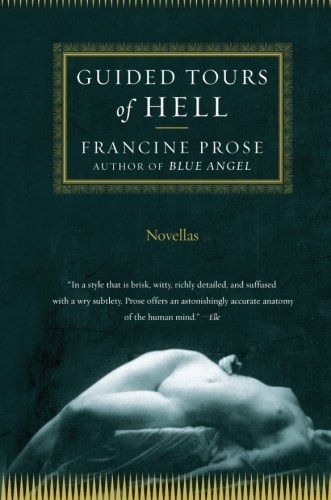 GUIDED TOURS
of HELL
FRANCINE PROSE
AUTHOR OF BLUE ANGEL
Novellas
“In a style that is brisk, witty, richly detailed, and suffused
with a wry subtlety, Prose offers an astonishingly accurate anatomy
of the human mind.” —Elle